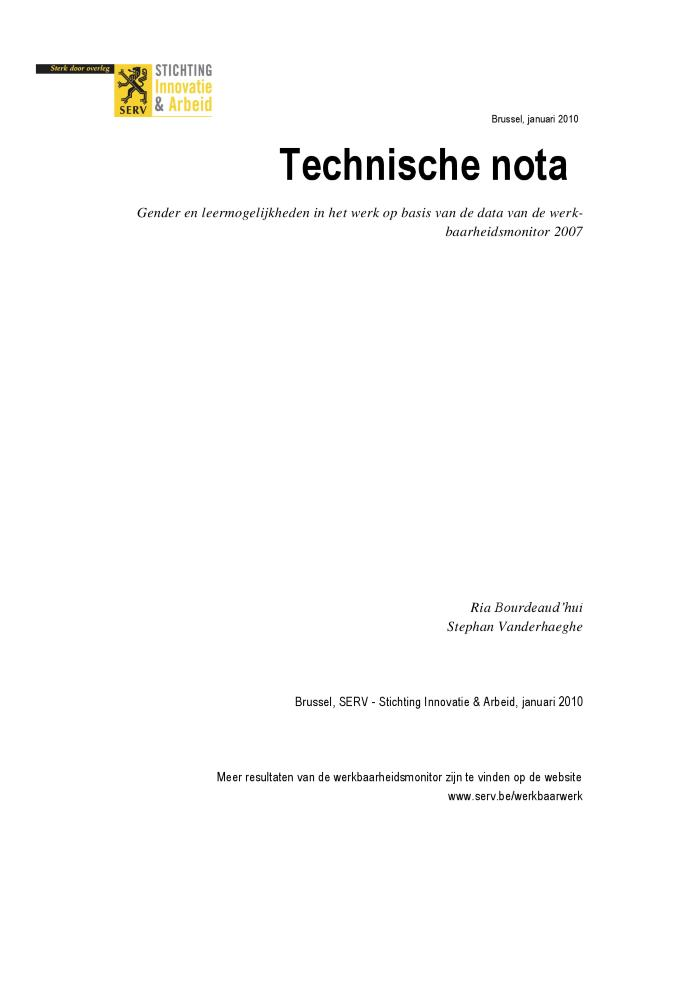 Sterk door overleg
SERV
STICHTING
Innovatie
& Arbeid
Brussel, januari 2010
Technische nota
Gender en leermogelijkheden in het werk op basis van de data van de werk-
baarheidsmonitor 2007
Ria Bourdeaud'hui
Stephan Vanderhaeghe
Brussel, SERV - Stichting Innovatie & Arbeid, januari 2010
Meer resultaten van de werkbaarheidsmonitor zijn te vinden op de website
www.serv.be/werkbaarwerk